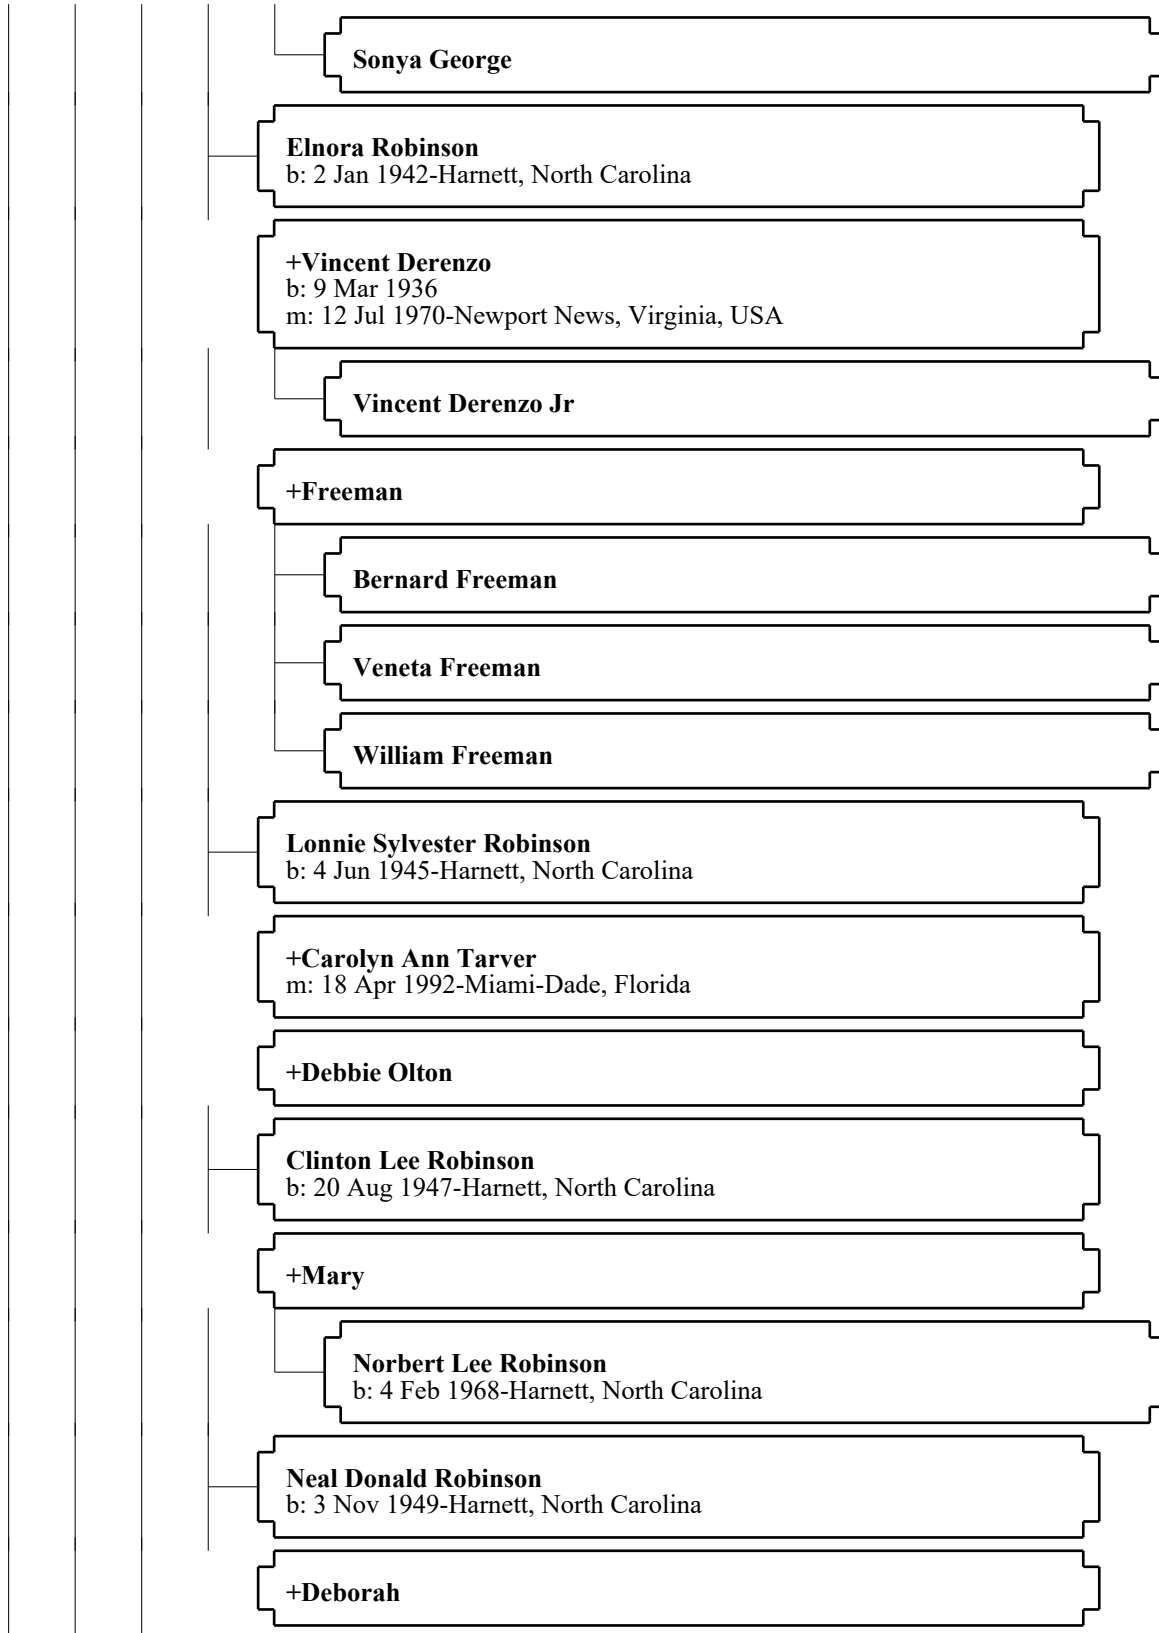 Sonya George
Elnora Robinson
b: 2 Jan 1942-Harnett, North Carolina
+Vincent Derenzo
b: 9 Mar 1936
m: 12 Jul 1970-Newport News, Virginia, USA
Vincent Derenzo Jr
+Freeman
Bernard Freeman
Veneta Freeman
William Freeman
Lonnie Sylvester Robinson
b: 4 Jun 1945-Harnett, North Carolina
+Carolyn Ann Tarver
m: 18 Apr 1992-Miami-Dade, Florida
+Debbie Olton
Clinton Lee Robinson
b: 20 Aug 1947-Harnett, North Carolina
+Mary
Norbert Lee Robinson
b: 4 Feb 1968-Harnett, North Carolina
Neal Donald Robinson
b: 3 Nov 1949-Harnett, North Carolina
+Deborah